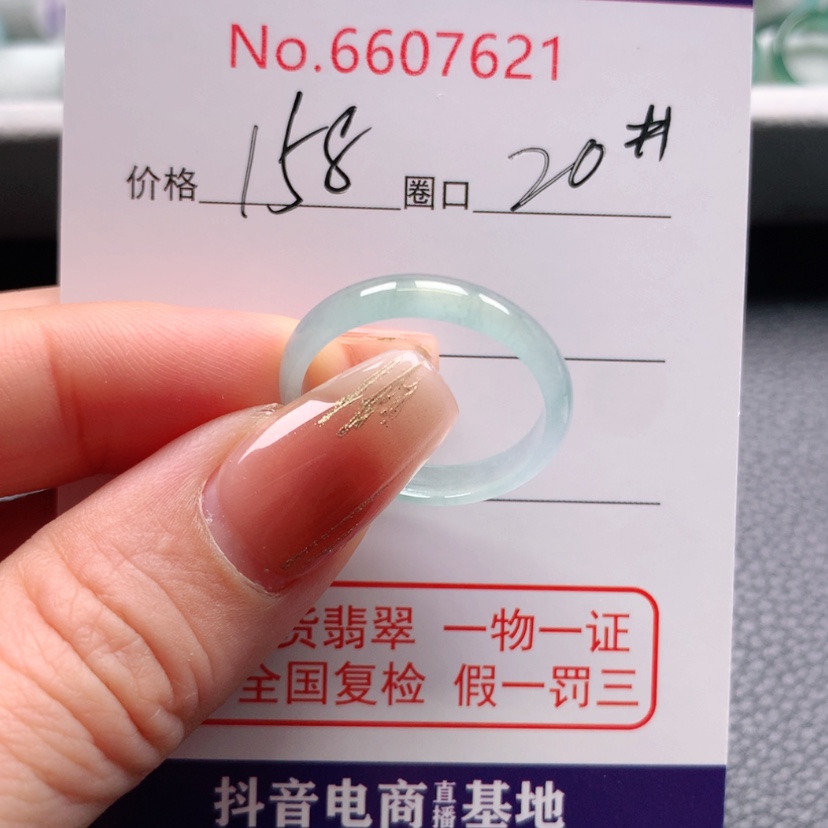 No.6607621
价格 158 圈口 20#
货翡翠 一物一证
全国复检 假一罚三
抖音电商直播基地